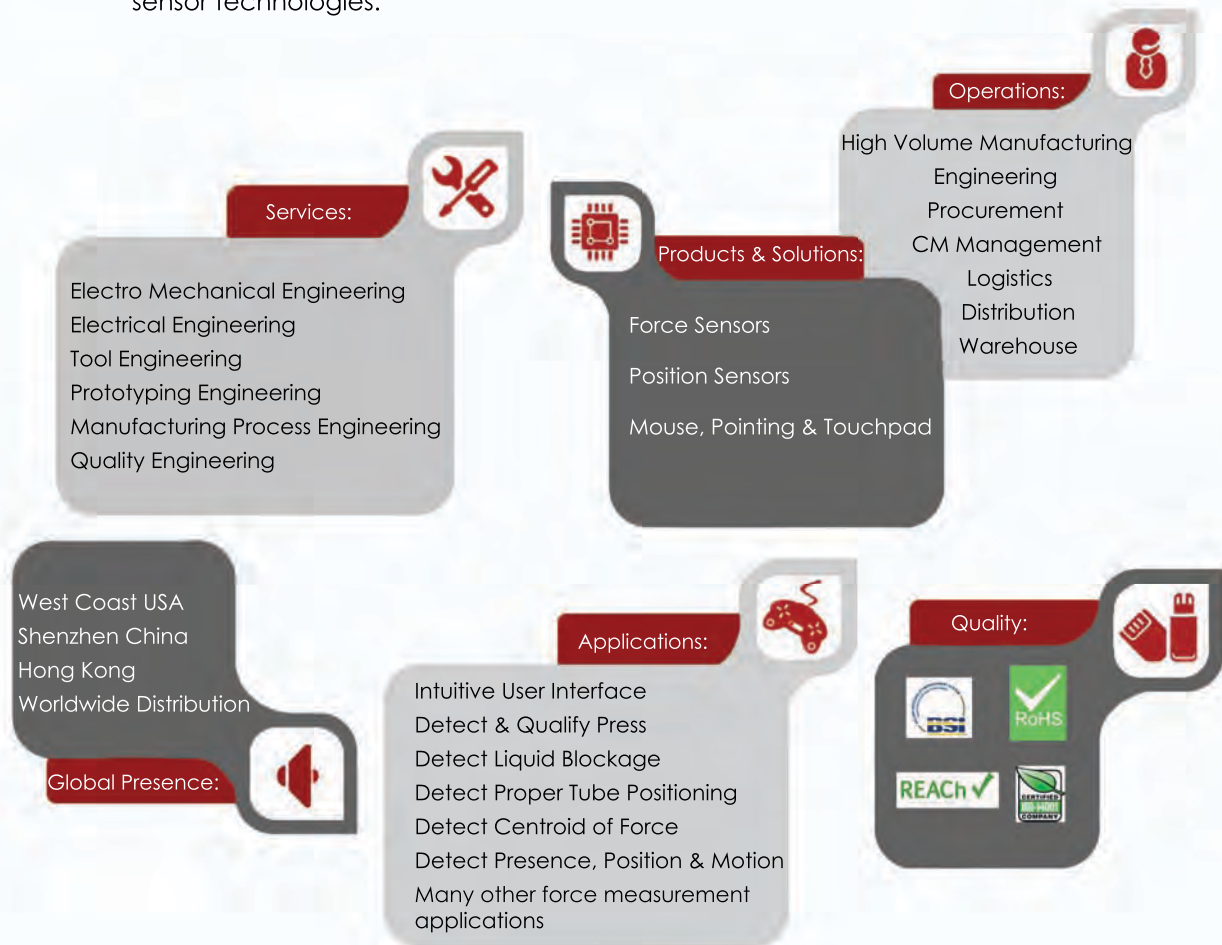 sensor technologies.
Operations:
High Volume Manufacturing
Engineering
Procurement
CM Management
Logistics
Distribution
Warehouse
Services:
Electro Mechanical Engineering
Electrical Engineering
Tool Engineering
Prototyping Engineering
Manufacturing Process Engineering
Quality Engineering
Products & Solutions:
Force Sensors
Position Sensors
Mouse, Pointing & Touchpad
West Coast USA
Shenzhen China
Hong Kong
Worldwide Distribution
Global Presence:
Applications:
Intuitive User Interface
Detect & Qualify Press
Detect Liquid Blockage
Detect Proper Tube Positioning
Detect Centroid of Force
Detect Presence, Position & Motion
Many other force measurement
applications
Quality:
BSI
RoHS
REACh
CERTIFIED
ISO-14001
COMPANY